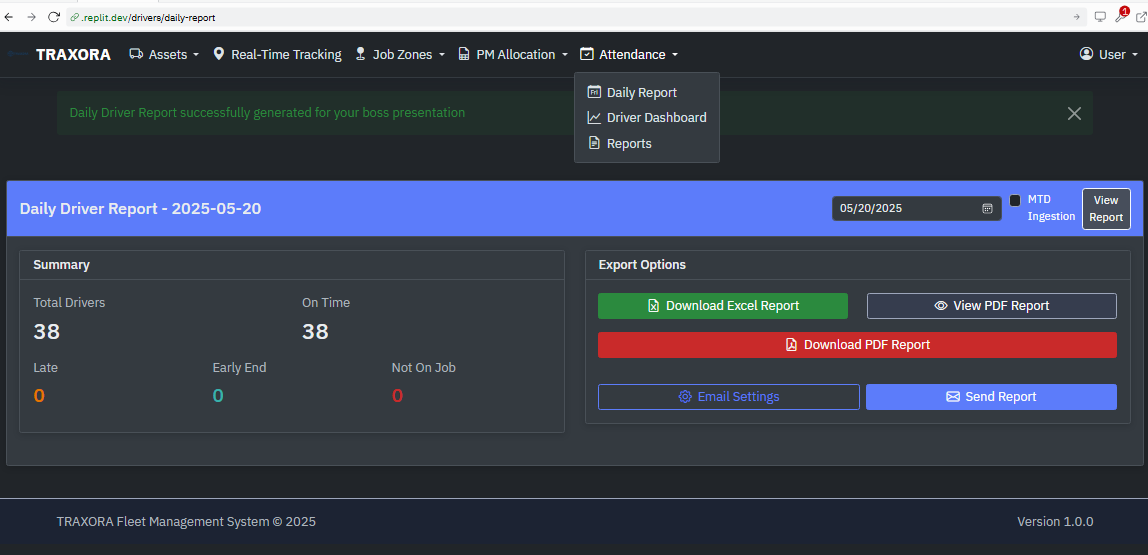 .replit.dev/drivers/daily-report
1
TRAXORA Assets Real-Time Tracking Job Zones PM Allocation Attendance User
Fri Daily Report
Driver Dashboard
Reports
Daily Driver Report successfully generated for your boss presentation
Daily Driver Report - 2025-05-20
05/20/2025
MTD
Ingestion
View
Report
Summary
Total Drivers On Time
38 38
Late Early End Not On Job
0 0 0
Export Options
Download Excel Report View PDF Report
Download PDF Report
Email Settings Send Report
TRAXORA Fleet Management System © 2025 Version 1.0.0